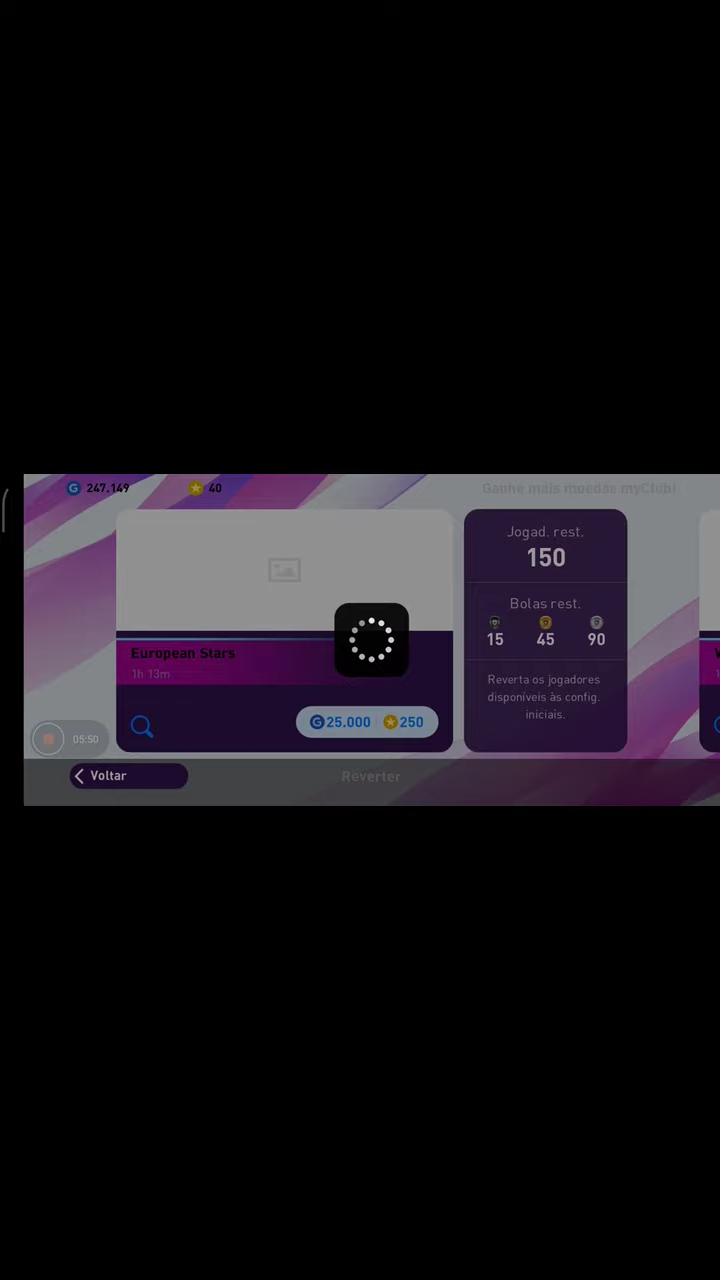 G 247.149
40
Ganhe mais moedas myClub!
Jogad. rest.
150
Bolas rest.
15 45 90
Reverta os jogadores
disponíveis às config.
iniciais.
European Stars
1h 13m
G 25.000 250
05:50
Voltar
Reverter